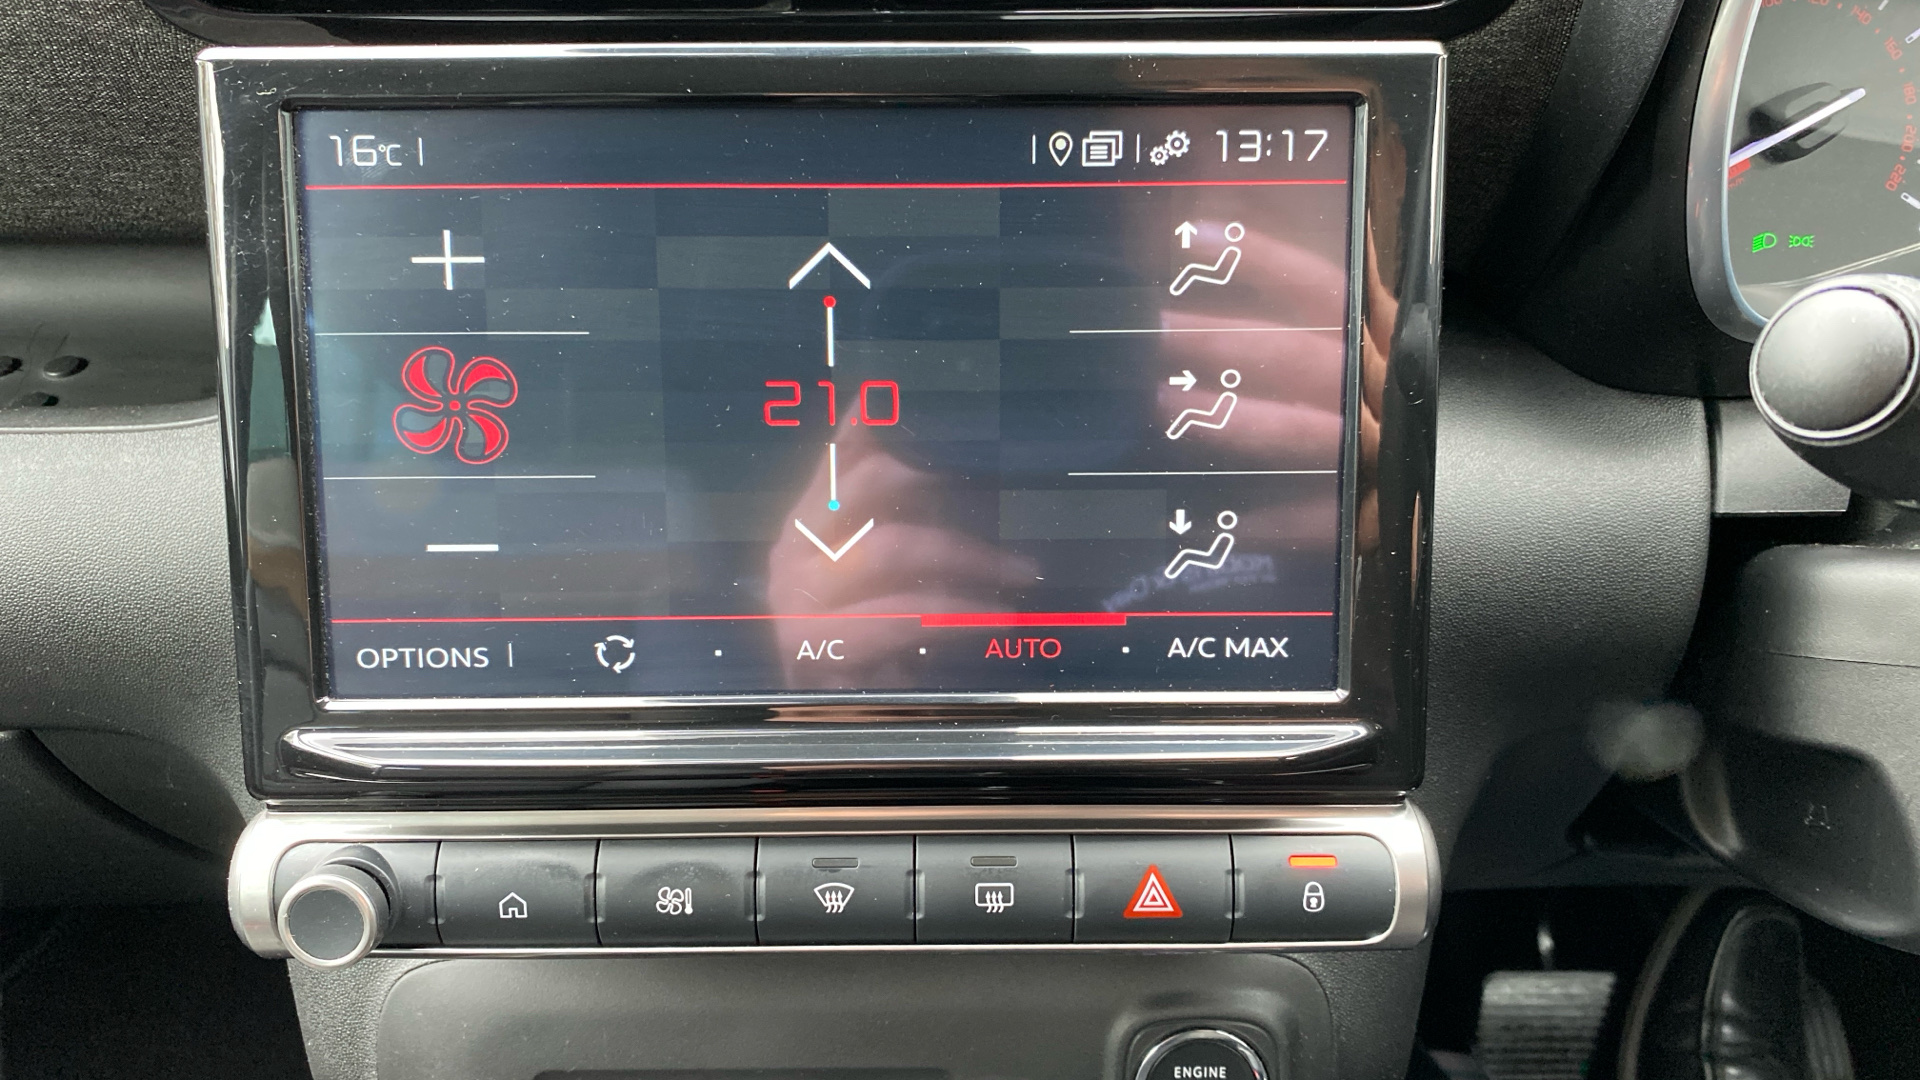 16°C
13:17
21.0
OPTIONS
A/C
AUTO
A/C MAX
ENGINE